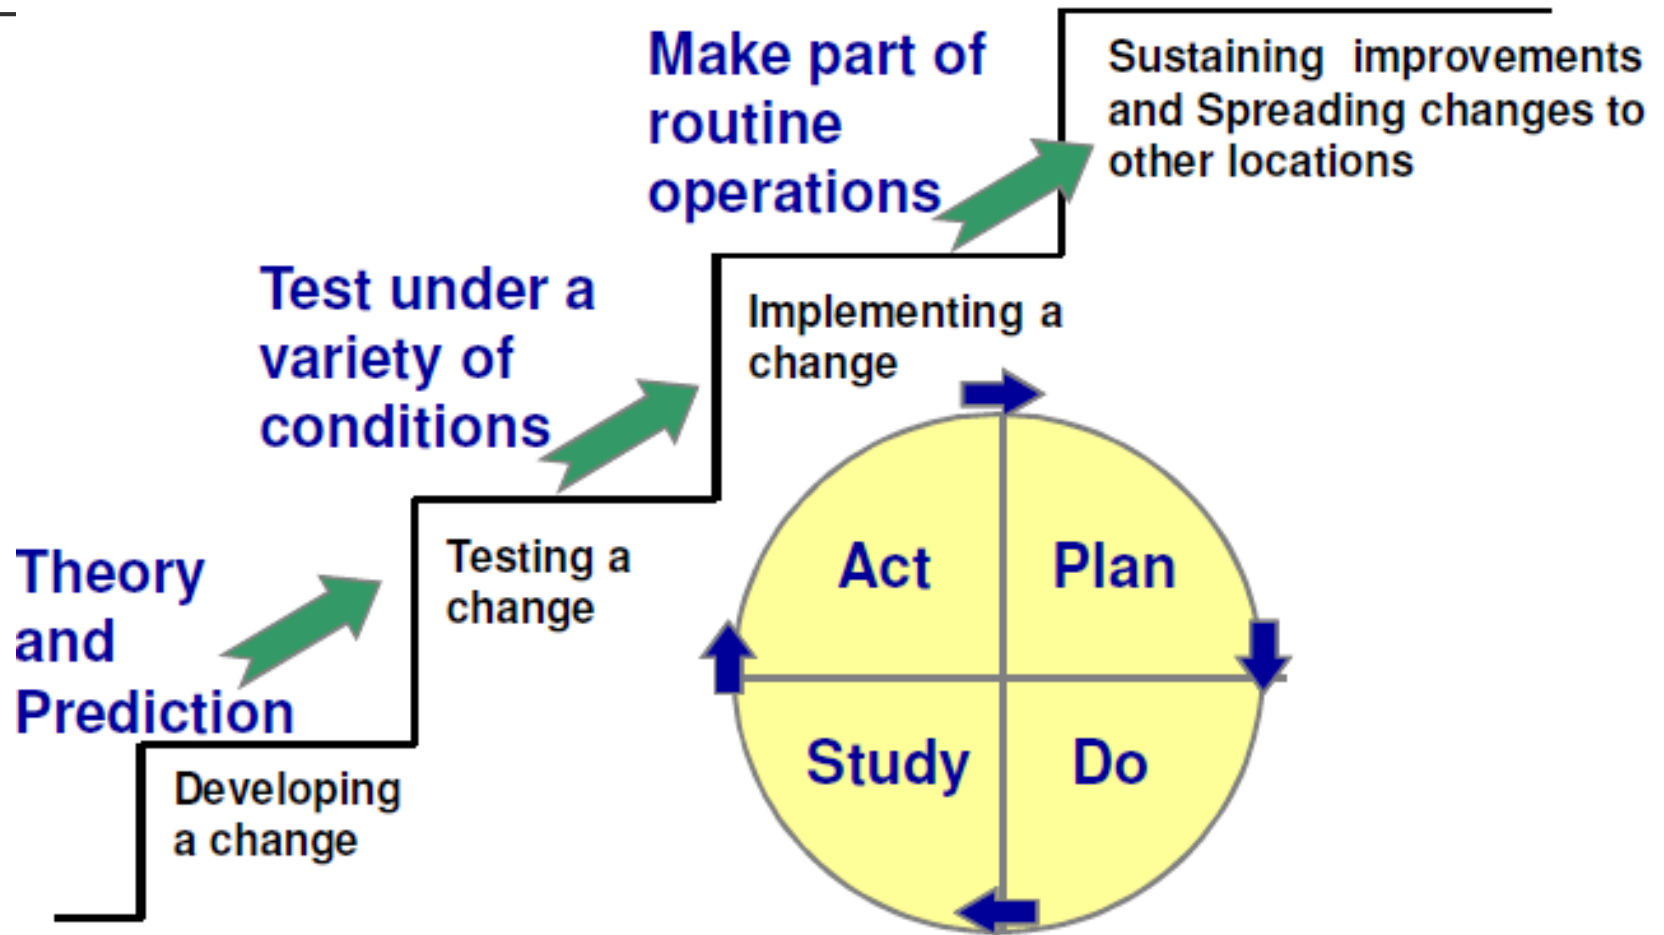 Make part of
routine
operations
Sustaining improvements
and Spreading changes to
other locations
Test under a
variety of
conditions
Implementing a
change
Theory
and
Prediction
Testing a
change
Developing
a change
Act
Plan
Study
Do